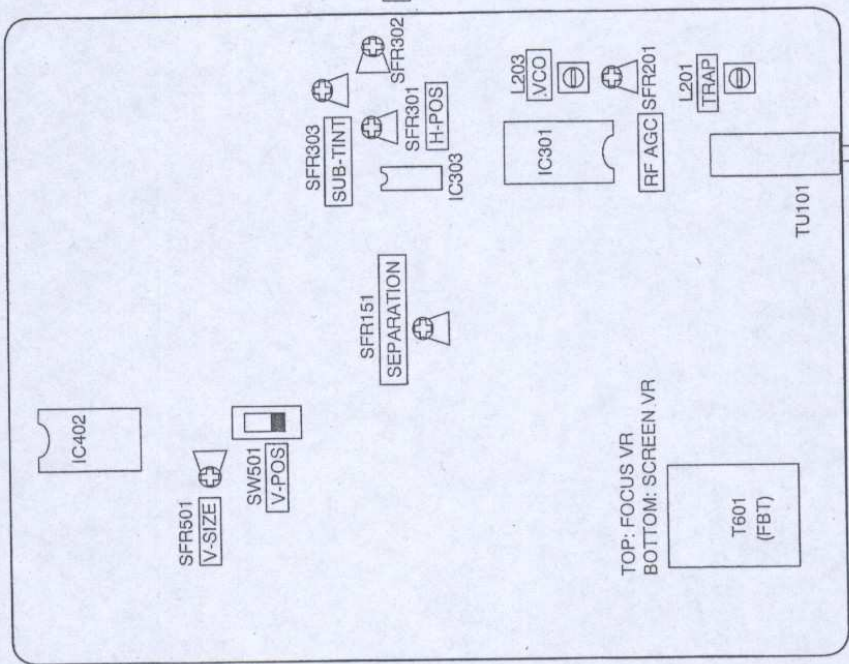 SFR302
SFR303
SUB-TINT
SFR301
H-POS
IC303
L203
VCO
IC301
SFR201
RF AGC
L201
TRAP
TU101
SFR151
SEPARATION
IC402
SFR501
V-SIZE
SW501
V-POS
TOP: FOCUS VR
BOTTOM: SCREEN VR
T601
(FBT)